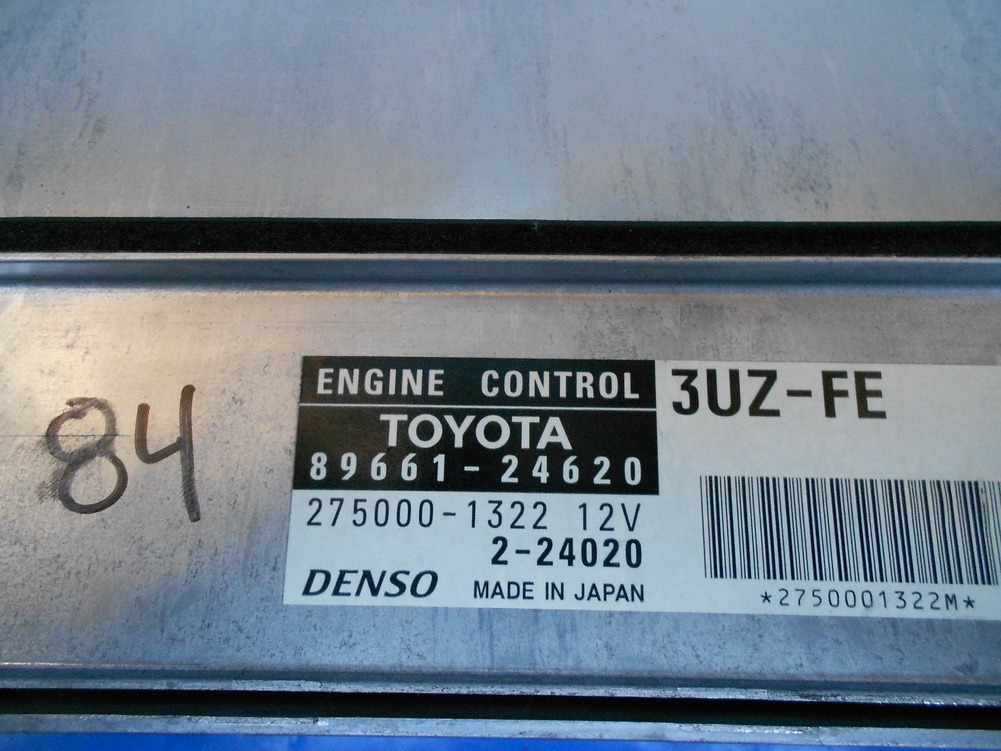 84
ENGINE CONTROL
TOYOTA
89661-24620
275000-1322 12V
2-24020
DENSO MADE IN JAPAN
3UZ-FE
*2750001322M*